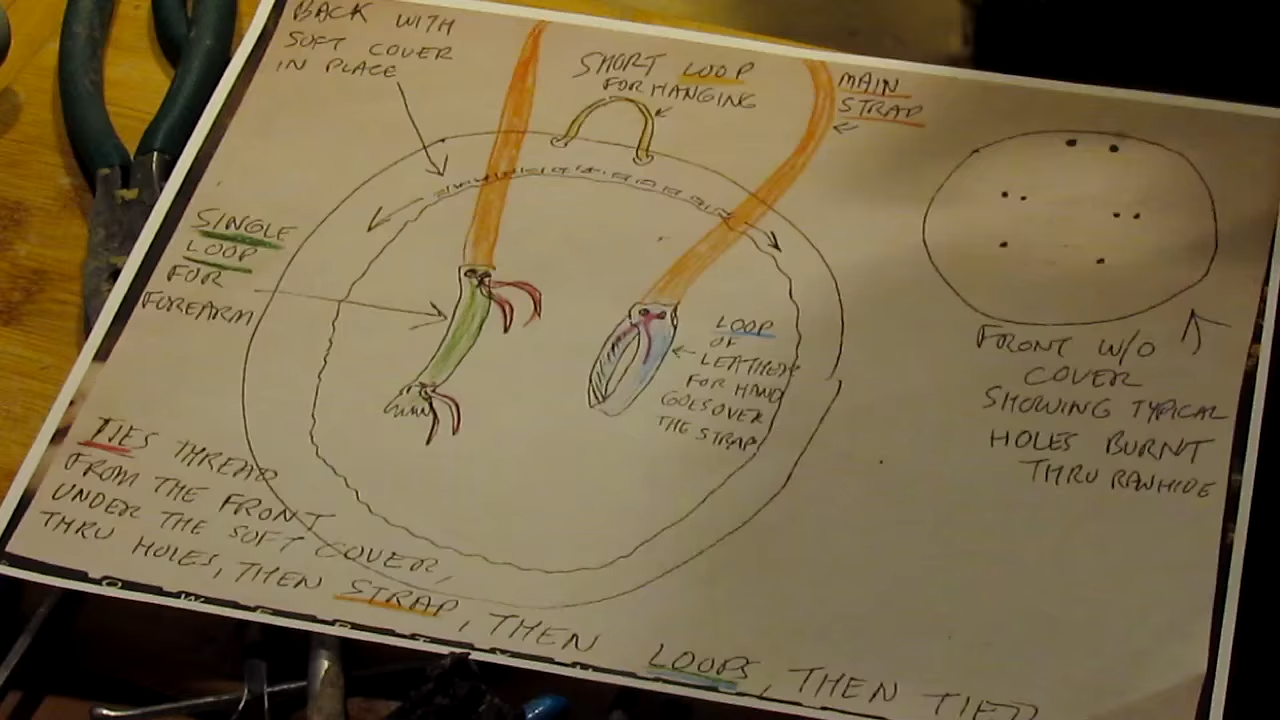 BACK WITH
SOFT COVER
IN PLACE
SHORT LOOP
FOR HANGING
MAIN
STRAP
SINGLE
LOOP
FOR
FOREARM
LOOP
OF
LEATHER
FOR HAND
GOES OVER
THE STRAP
FRONT W/O
COVER
SHOWING TYPICAL
HOLES BURNT
THRU RAWHIDE
TIES THREAD
FROM THE FRONT
UNDER THE SOFT COVER,
THRU HOLES, THEN STRAP, THEN LOOPS, THEN TIED